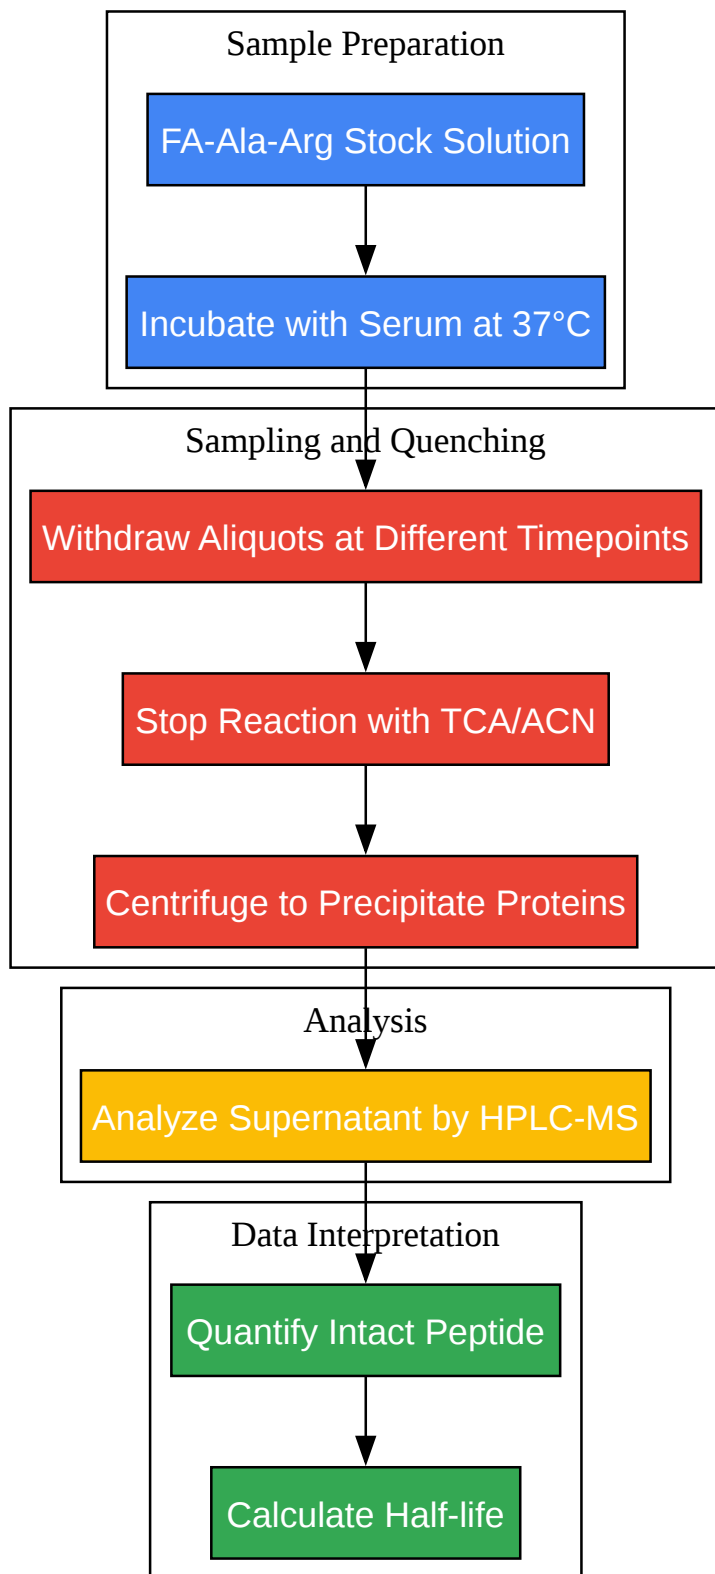 Sample Preparation
FA-Ala-Arg Stock Solution
Incubate with Serum at 37°C
Sampling and Quenching
Withdraw Aliquots at Different Timepoints
Stop Reaction with TCA/ACN
Centrifuge to Precipitate Proteins
Analysis
Analyze Supernatant by HPLC-MS
Data Interpretation
Quantify Intact Peptide
Calculate Half-life